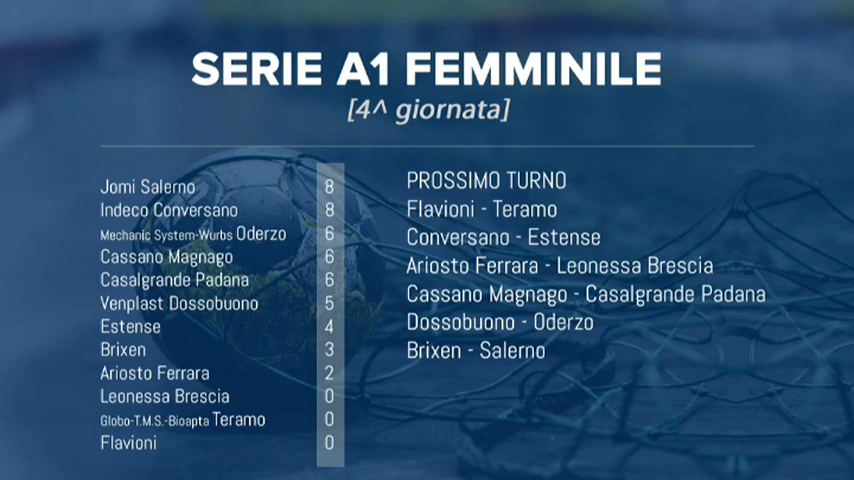 SERIE A1 FEMMINILE
[4^ giornata]
Jomi Salerno 8
Indeco Conversano 8
Mechanic System-Wurbs Oderzo 6
Cassano Magnago 6
Casalgrande Padana 6
Venplast Dossobuono 5
Estense 4
Brixen 3
Ariosto Ferrara 2
Leonessa Brescia 0
Globo-T.M.S.-Bioapta Teramo 0
Flavioni 0
PROSSIMO TURNO
Flavioni - Teramo
Conversano - Estense
Ariosto Ferrara - Leonessa Brescia
Cassano Magnago - Casalgrande Padana
Dossobuono - Oderzo
Brixen - Salerno